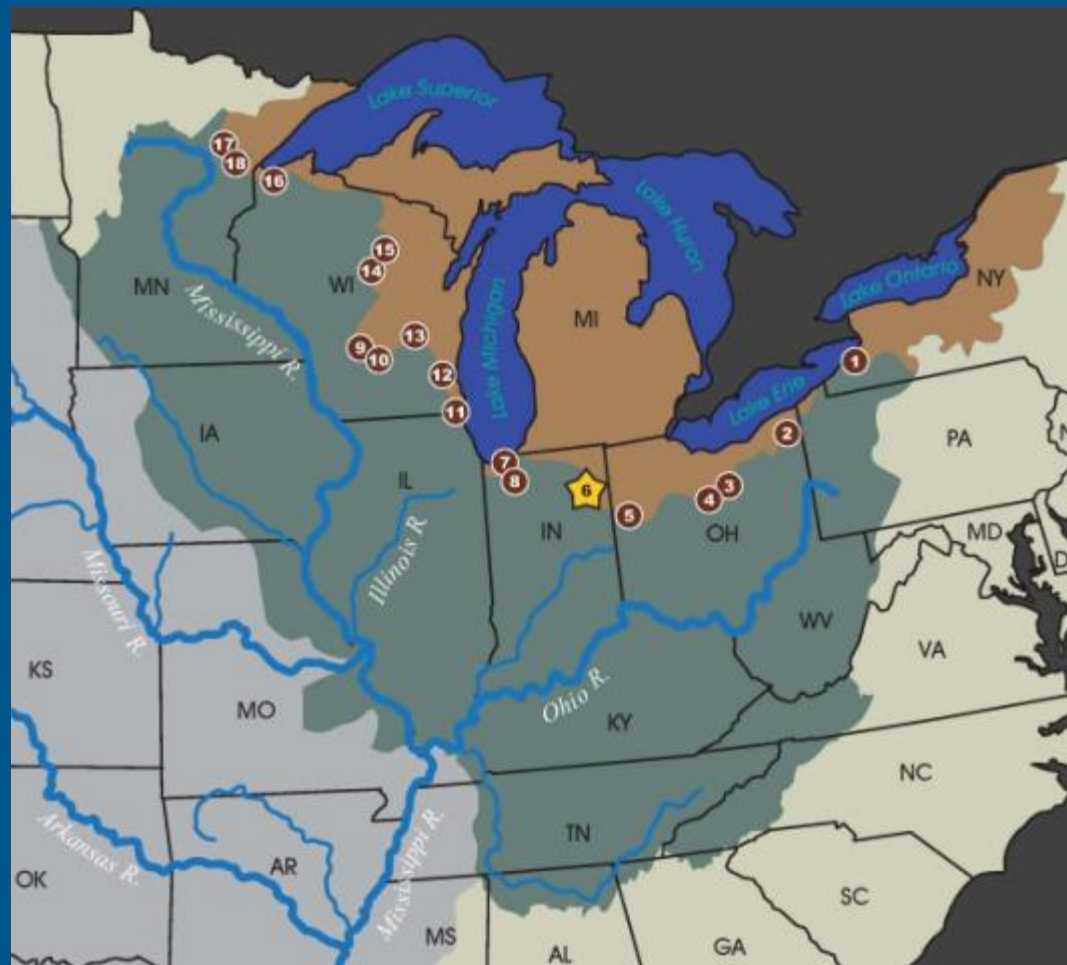 Lake Superior
17
18
16
Lake Huron
15
14
MN
WI
Mississippi R.
Lake Michigan
MI
Lake Ontario
NY
13
9
10
12
11
1
Lake Erie
2
PA
IA
IL
7
8
6
3
4
5
IN
OH
MD
Missouri R.
Illinois R.
WV
VA
KS
MO
Ohio R.
KY
NC
Arkansas R.
Mississippi R.
TN
OK
AR
SC
MS
AL
GA